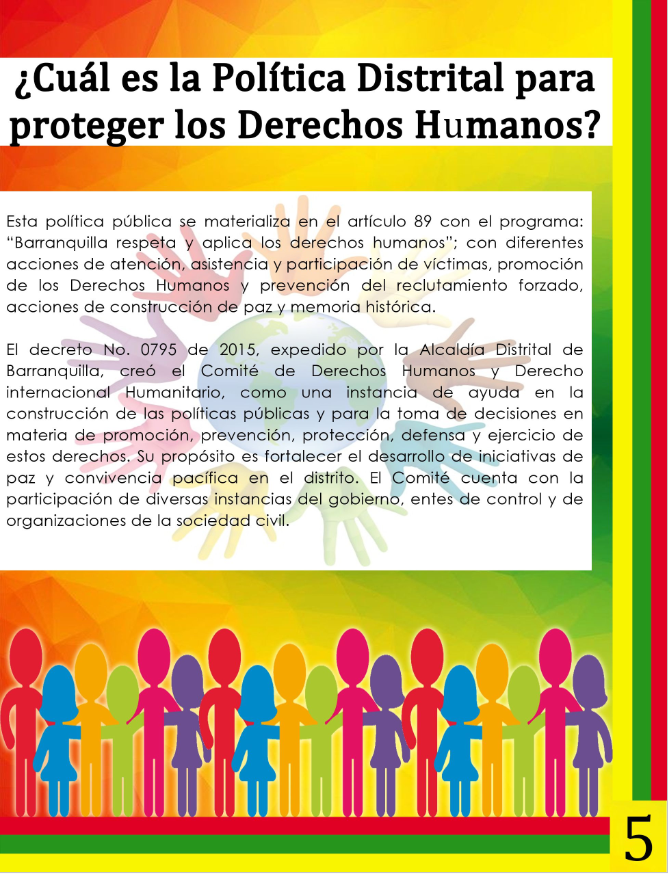 ¿Cuál es la Política Distrital para
proteger los Derechos Humanos?
Esta política pública se materializa en el artículo 89 con el programa:
“Barranquilla respeta y aplica los derechos humanos”; con diferentes
acciones de atención, asistencia y participación de víctimas, promoción
de los Derechos Humanos y prevención del reclutamiento forzado,
acciones de construcción de paz y memoria histórica.
El decreto No. 0795 de 2015, expedido por la Alcaldía Distrital de
Barranquilla, creó el Comité de Derechos Humanos y Derecho
internacional Humanitario, como una instancia de ayuda en la
construcción de las políticas públicas y para la toma de decisiones en
materia de promoción, prevención, protección, defensa y ejercicio de
estos derechos. Su propósito es fortalecer el desarrollo de iniciativas de
paz y convivencia pacífica en el distrito. El Comité cuenta con la
participación de diversas instancias del gobierno, entes de control y de
organizaciones de la sociedad civil.
5